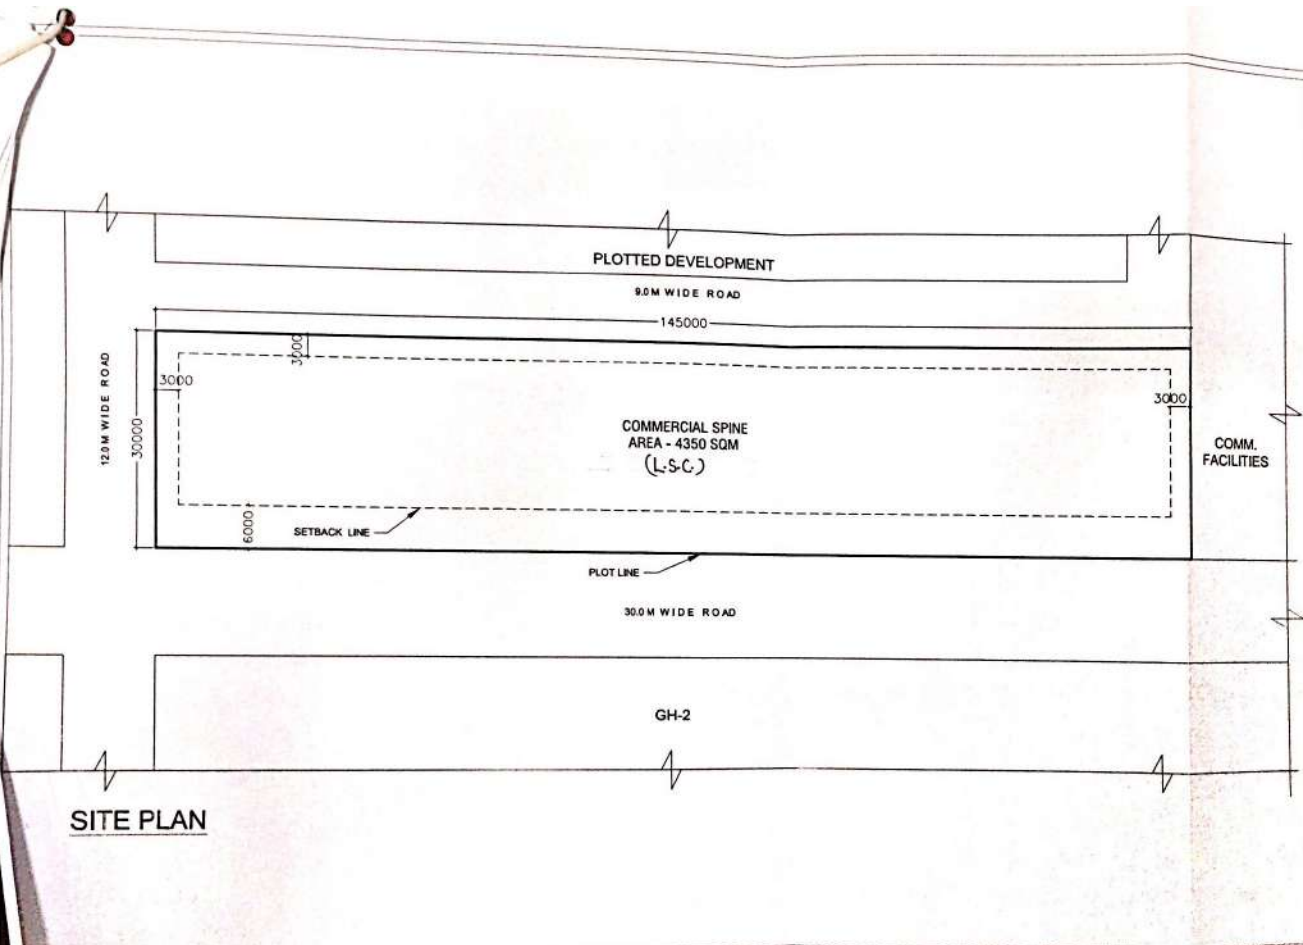 PLOTTED DEVELOPMENT
9.0M WIDE ROAD
145000
3000
3000
3000
12.0M WIDE ROAD
30000
COMMERCIAL SPINE
AREA - 4350 SQM
(L.S.C.)
COMM.
FACILITIES
6000
SETBACK LINE
PLOT LINE
30.0M WIDE ROAD
GH-2
SITE PLAN